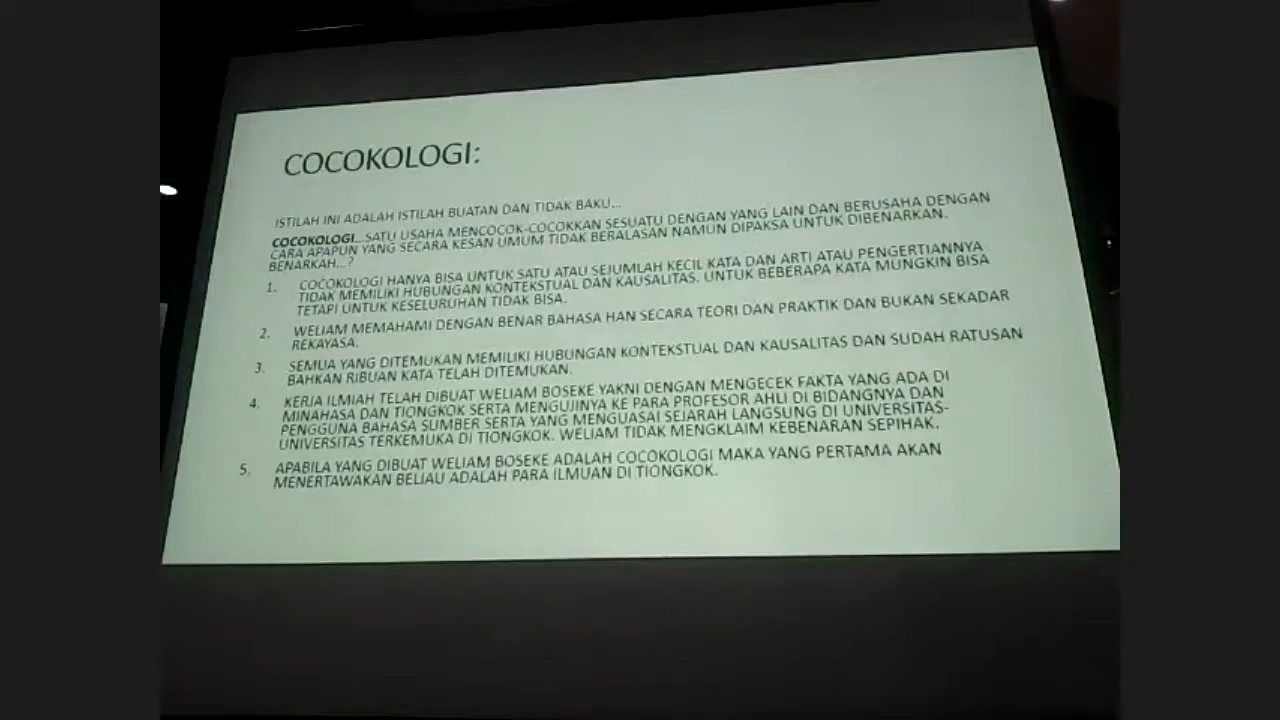 COCOKOLOGI:
ISTILAH INI ADALAH ISTILAH BUATAN DAN TIDAK BAKU...
COCOKOLOGI...SATU USAHA MENCOCOK-COCOKKAN SESUATU DENGAN YANG LAIN DAN BERUSAHA DENGAN
CARA APAPUN YANG SECARA KESAN UMUM TIDAK BERALASAN NAMUN DIPAKSA UNTUK DIBENARKAN.
BENARKAH...?
1. COCOKOLOGI HANYA BISA UNTUK SATU ATAU SEJUMLAH KECIL KATA DAN ARTI ATAU PENGERTIANNYA
TIDAK MEMILIKI HUBUNGAN KONTEKSTUAL DAN KAUSALITAS. UNTUK BEBERAPA KATA MUNGKIN BISA
TETAPI UNTUK KESELURUHAN TIDAK BISA.
2. WELIAM MEMAHAMI DENGAN BENAR BAHASA HAN SECARA TEORI DAN PRAKTIK DAN BUKAN SEKADAR
REKAYASA.
3. SEMUA YANG DITEMUKAN MEMILIKI HUBUNGAN KONTEKSTUAL DAN KAUSALITAS DAN SUDAH RATUSAN
BAHKAN RIBUAN KATA TELAH DITEMUKAN.
4. KERJA ILMIAH TELAH DIBUAT WELIAM BOSEKE YAKNI DENGAN MENGECEK FAKTA YANG ADA DI
MINAHASA DAN TIONGKOK SERTA MENGUJINYA KE PARA PROFESOR AHLI DI BIDANGNYA DAN
PENGGUNA BAHASA SUMBER SERTA YANG MENGUASAI SEJARAH LANGSUNG DI UNIVERSITAS-
UNIVERSITAS TERKEMUKA DI TIONGKOK. WELIAM TIDAK MENGKLAIM KEBENARAN SEPIHAK.
5. APABILA YANG DIBUAT WELIAM BOSEKE ADALAH COCOKOLOGI MAKA YANG PERTAMA AKAN
MENERTAWAKAN BELIAU ADALAH PARA ILMUAN DI TIONGKOK.